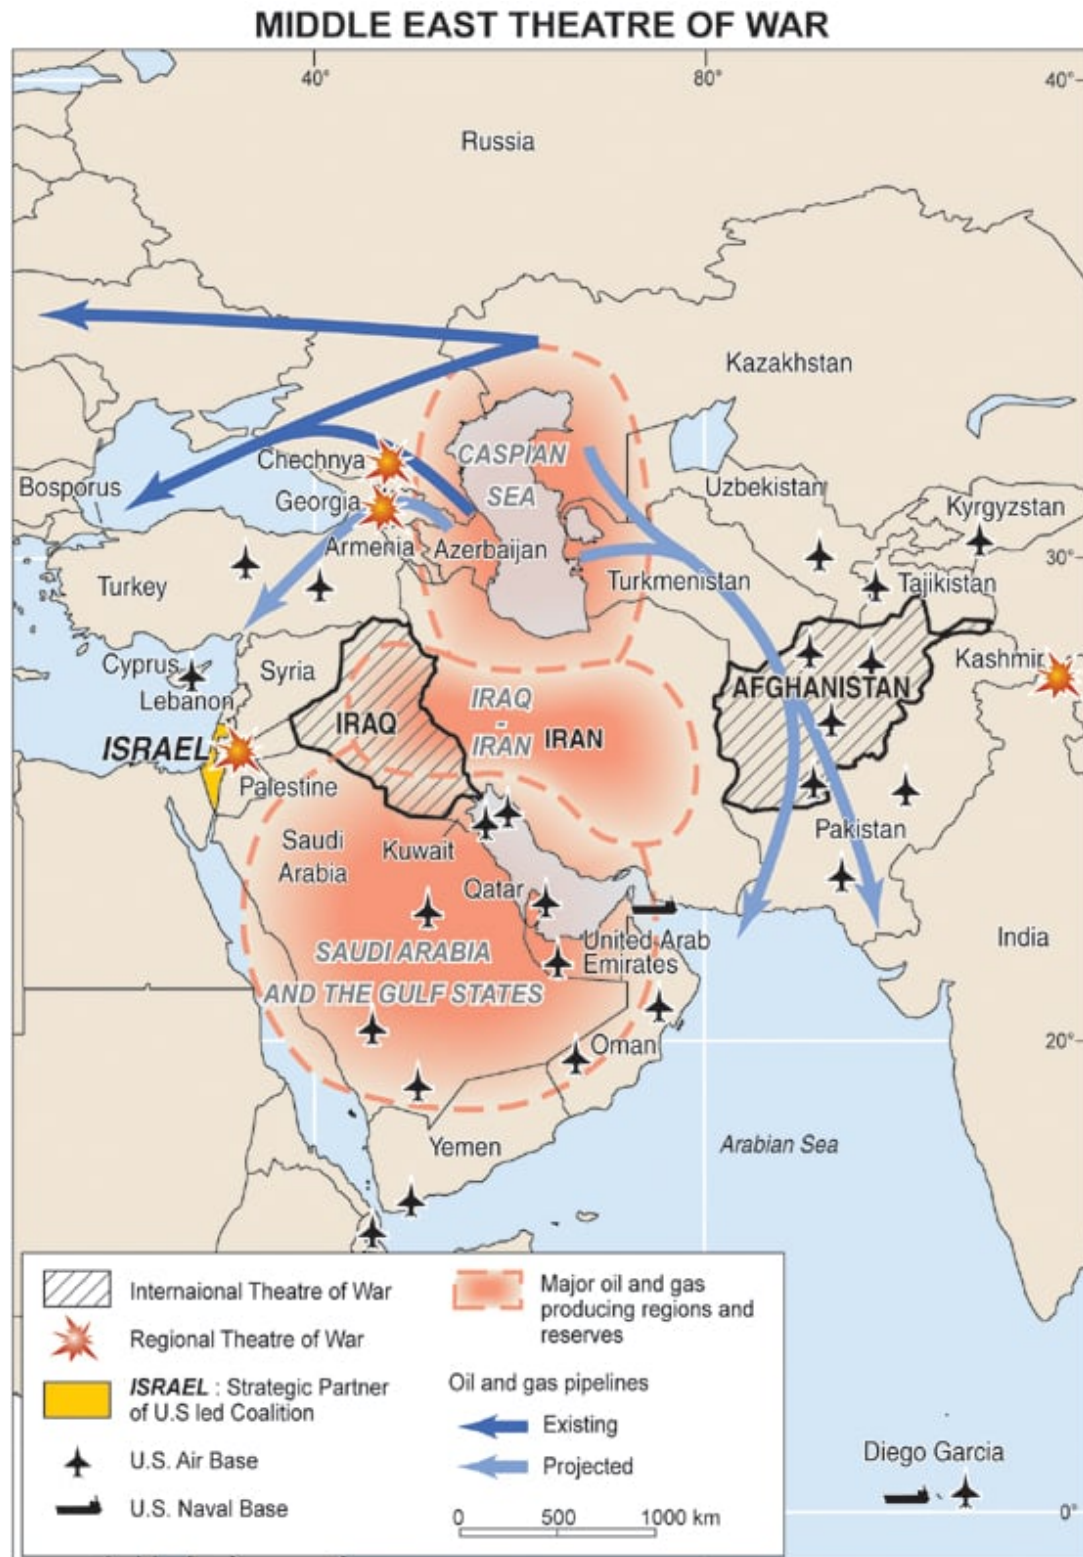 MIDDLE EAST THEATRE OF WAR
40°
80°
40°
Russia
Kazakhstan
CASPIAN
SEA
Chechnya
Bosporus
Georgia
Uzbekistan
Kyrgyzstan
Armenia
Azerbaijan
30°
Turkey
Turkmenistan
Tajikistan
Cyprus
Syria
Kashmir
Lebanon
AFGHANISTAN
IRAQ
IRAQ
-
IRAN
IRAN
ISRAEL
Palestine
Pakistan
Saudi
Arabia
Kuwait
Qatar
United Arab
Emirates
India
SAUDI ARABIA
AND THE GULF STATES
20°
Oman
Yemen
Arabian Sea
Internaional Theatre of War
Regional Theatre of War
ISRAEL : Strategic Partner
of U.S led Coalition
U.S. Air Base
U.S. Naval Base
Major oil and gas
producing regions and
reserves
Oil and gas pipelines
Existing
Projected
0 500 1000 km
Diego Garcia
0°